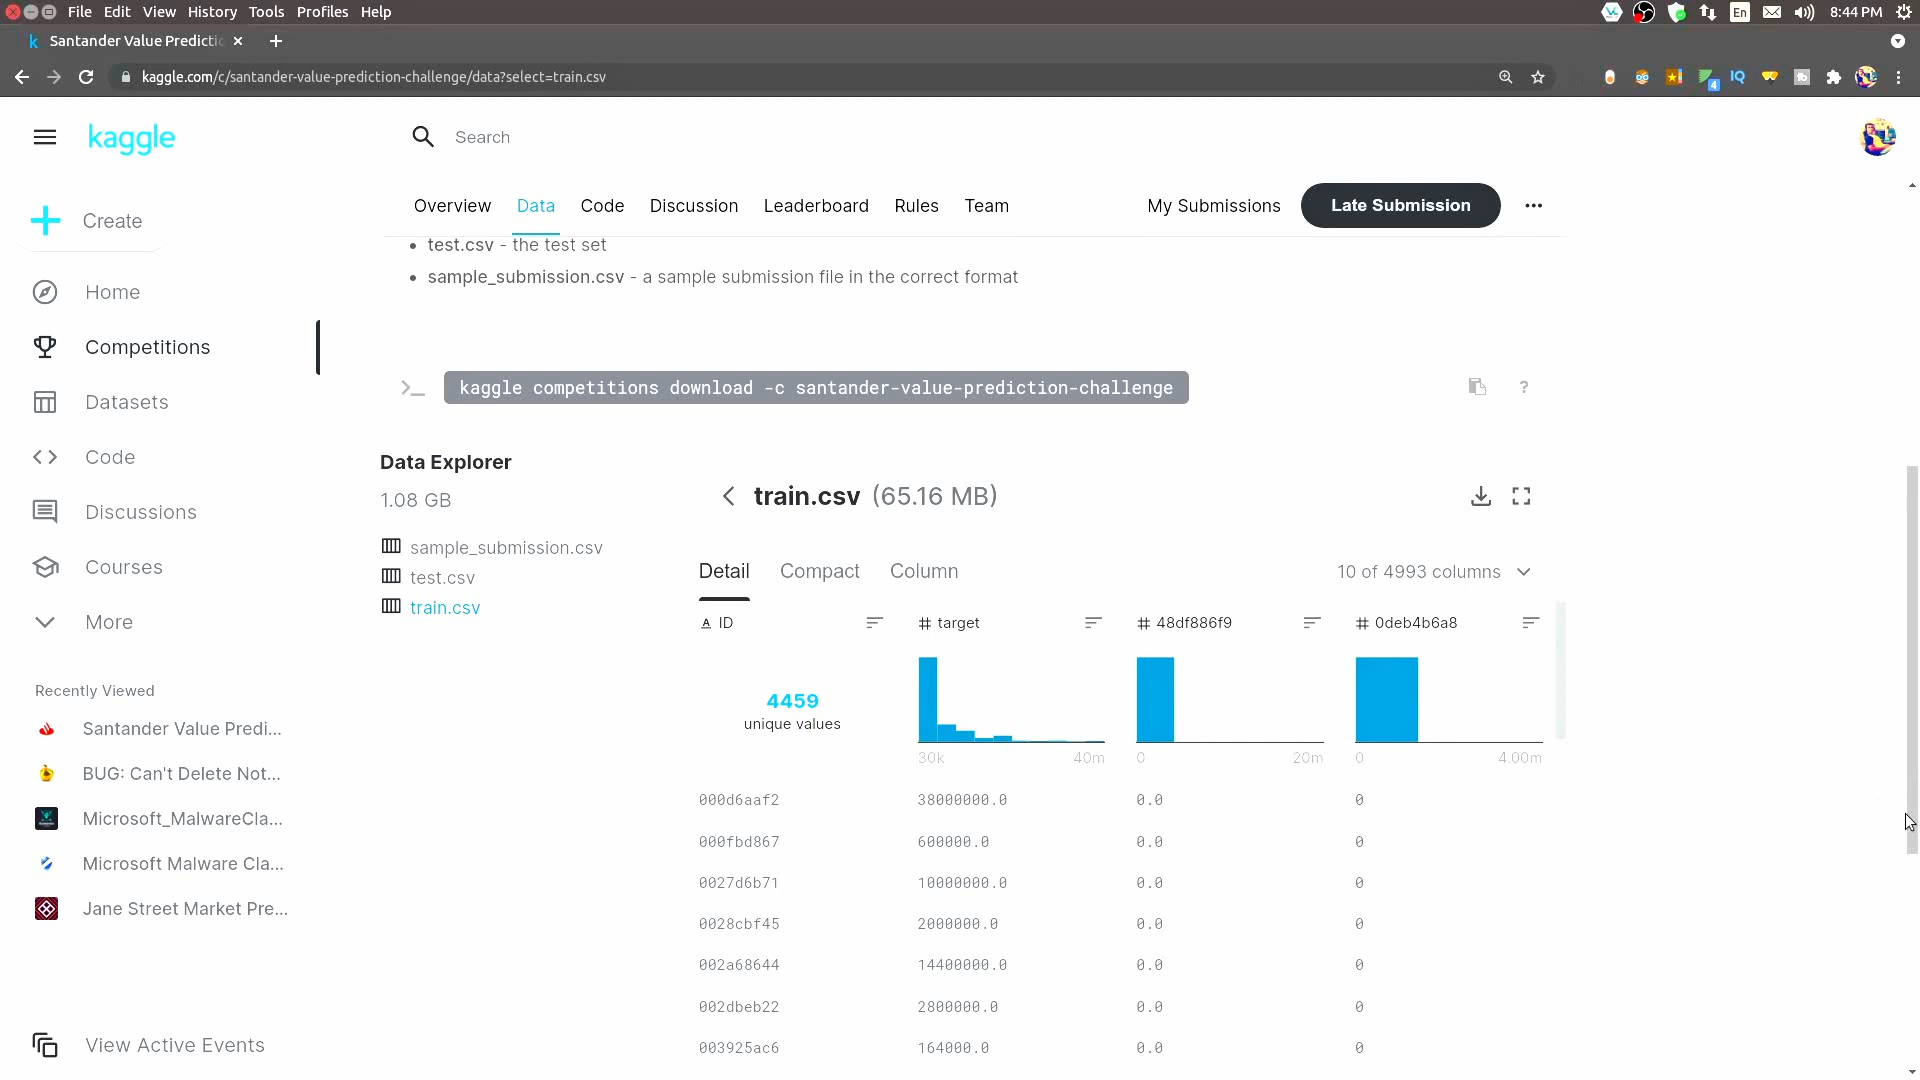 File Edit View History Tools Profiles Help
En 8:44 PM
k Santander Value Predictic
kaggle.com/c/santander-value-prediction-challenge/data?select=train.csv
4 IQ
kaggle
Search
Create
Overview Data Code Discussion Leaderboard Rules Team My Submissions Late Submission
test.csv - the test set
sample_submission.csv - a sample submission file in the correct format
Home
Competitions
Datasets
Code
Discussions
Courses
More
kaggle competitions download -c santander-value-prediction-challenge
?
Data Explorer
1.08 GB
sample_submission.csv
test.csv
train.csv
train.csv (65.16 MB)
Detail Compact Column 10 of 4993 columns
A ID # target # 48df886f9 # 0deb4b6a8
4459
unique values
30k 40m 0 20m 0 4.00m
000d6aaf2 38000000.0 0.0 0
000fbd867 600000.0 0.0 0
0027d6b71 10000000.0 0.0 0
0028cbf45 2000000.0 0.0 0
002a68644 14400000.0 0.0 0
002dbeb22 2800000.0 0.0 0
003925ac6 164000.0 0.0 0
Recently Viewed
Santander Value Predi...
BUG: Can't Delete Not...
Microsoft_MalwareCla...
Microsoft Malware Cla...
Jane Street Market Pre...
View Active Events